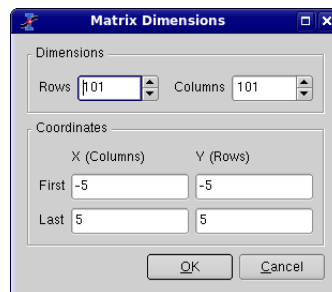 Matrix Dimensions
Dimensions
Rows 101 Columns 101
Coordinates
X (Columns) Y (Rows)
First -5 -5
Last 5 5
OK Cancel